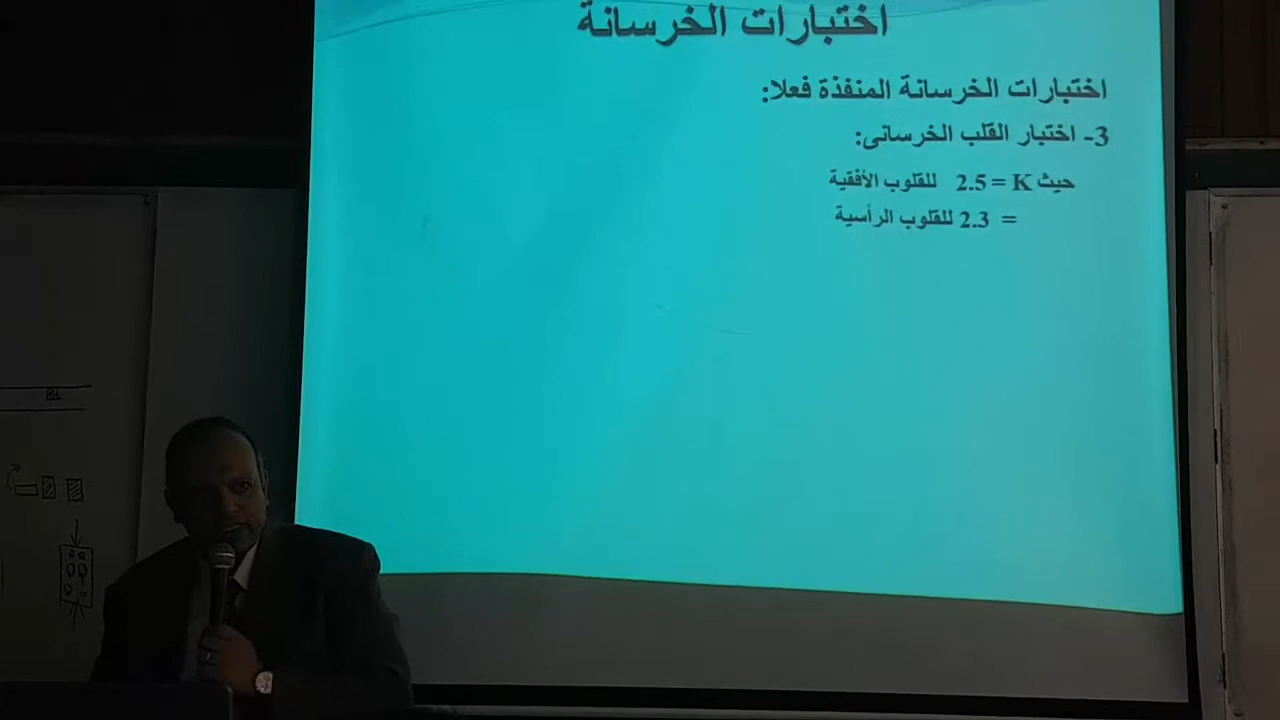 اختبارات الخرسانة
اختبارات الخرسانة المنفذة فعلا:
3- اختبار القلب الخرسانى:
حيث K = 2.5 للقلوب الأفقية
= 2.3 للقلوب الرأسية